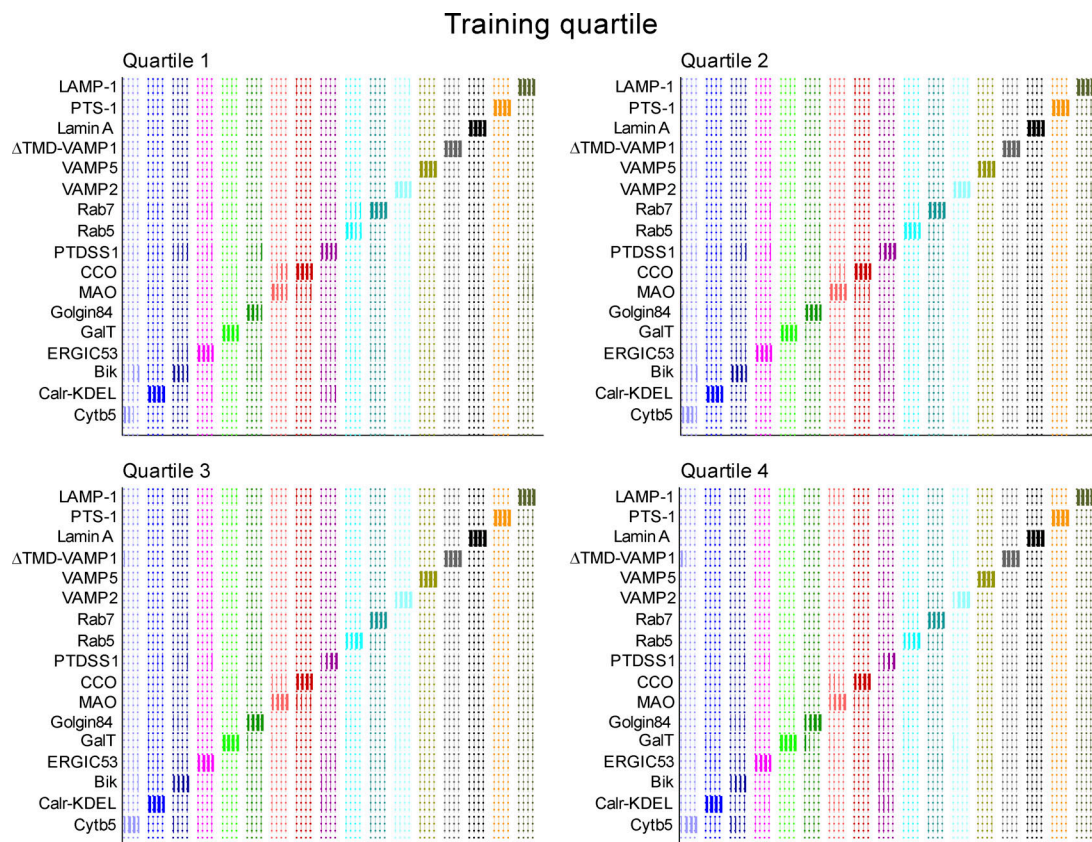 Training quartile
Quartile 1
LAMP-1
PTS-1
Lamin A
ΔTMD-VAMP1
VAMP5
VAMP2
Rab7
Rab5
PTDSS1
CCO
MAO
Golgin84
GalT
ERGIC53
Bik
Calr-KDEL
Cytb5
Quartile 2
LAMP-1
PTS-1
Lamin A
ΔTMD-VAMP1
VAMP5
VAMP2
Rab7
Rab5
PTDSS1
CCO
MAO
Golgin84
GalT
ERGIC53
Bik
Calr-KDEL
Cytb5
Quartile 3
LAMP-1
PTS-1
Lamin A
ΔTMD-VAMP1
VAMP5
VAMP2
Rab7
Rab5
PTDSS1
CCO
MAO
Golgin84
GalT
ERGIC53
Bik
Calr-KDEL
Cytb5
Quartile 4
LAMP-1
PTS-1
Lamin A
ΔTMD-VAMP1
VAMP5
VAMP2
Rab7
Rab5
PTDSS1
CCO
MAO
Golgin84
GalT
ERGIC53
Bik
Calr-KDEL
Cytb5